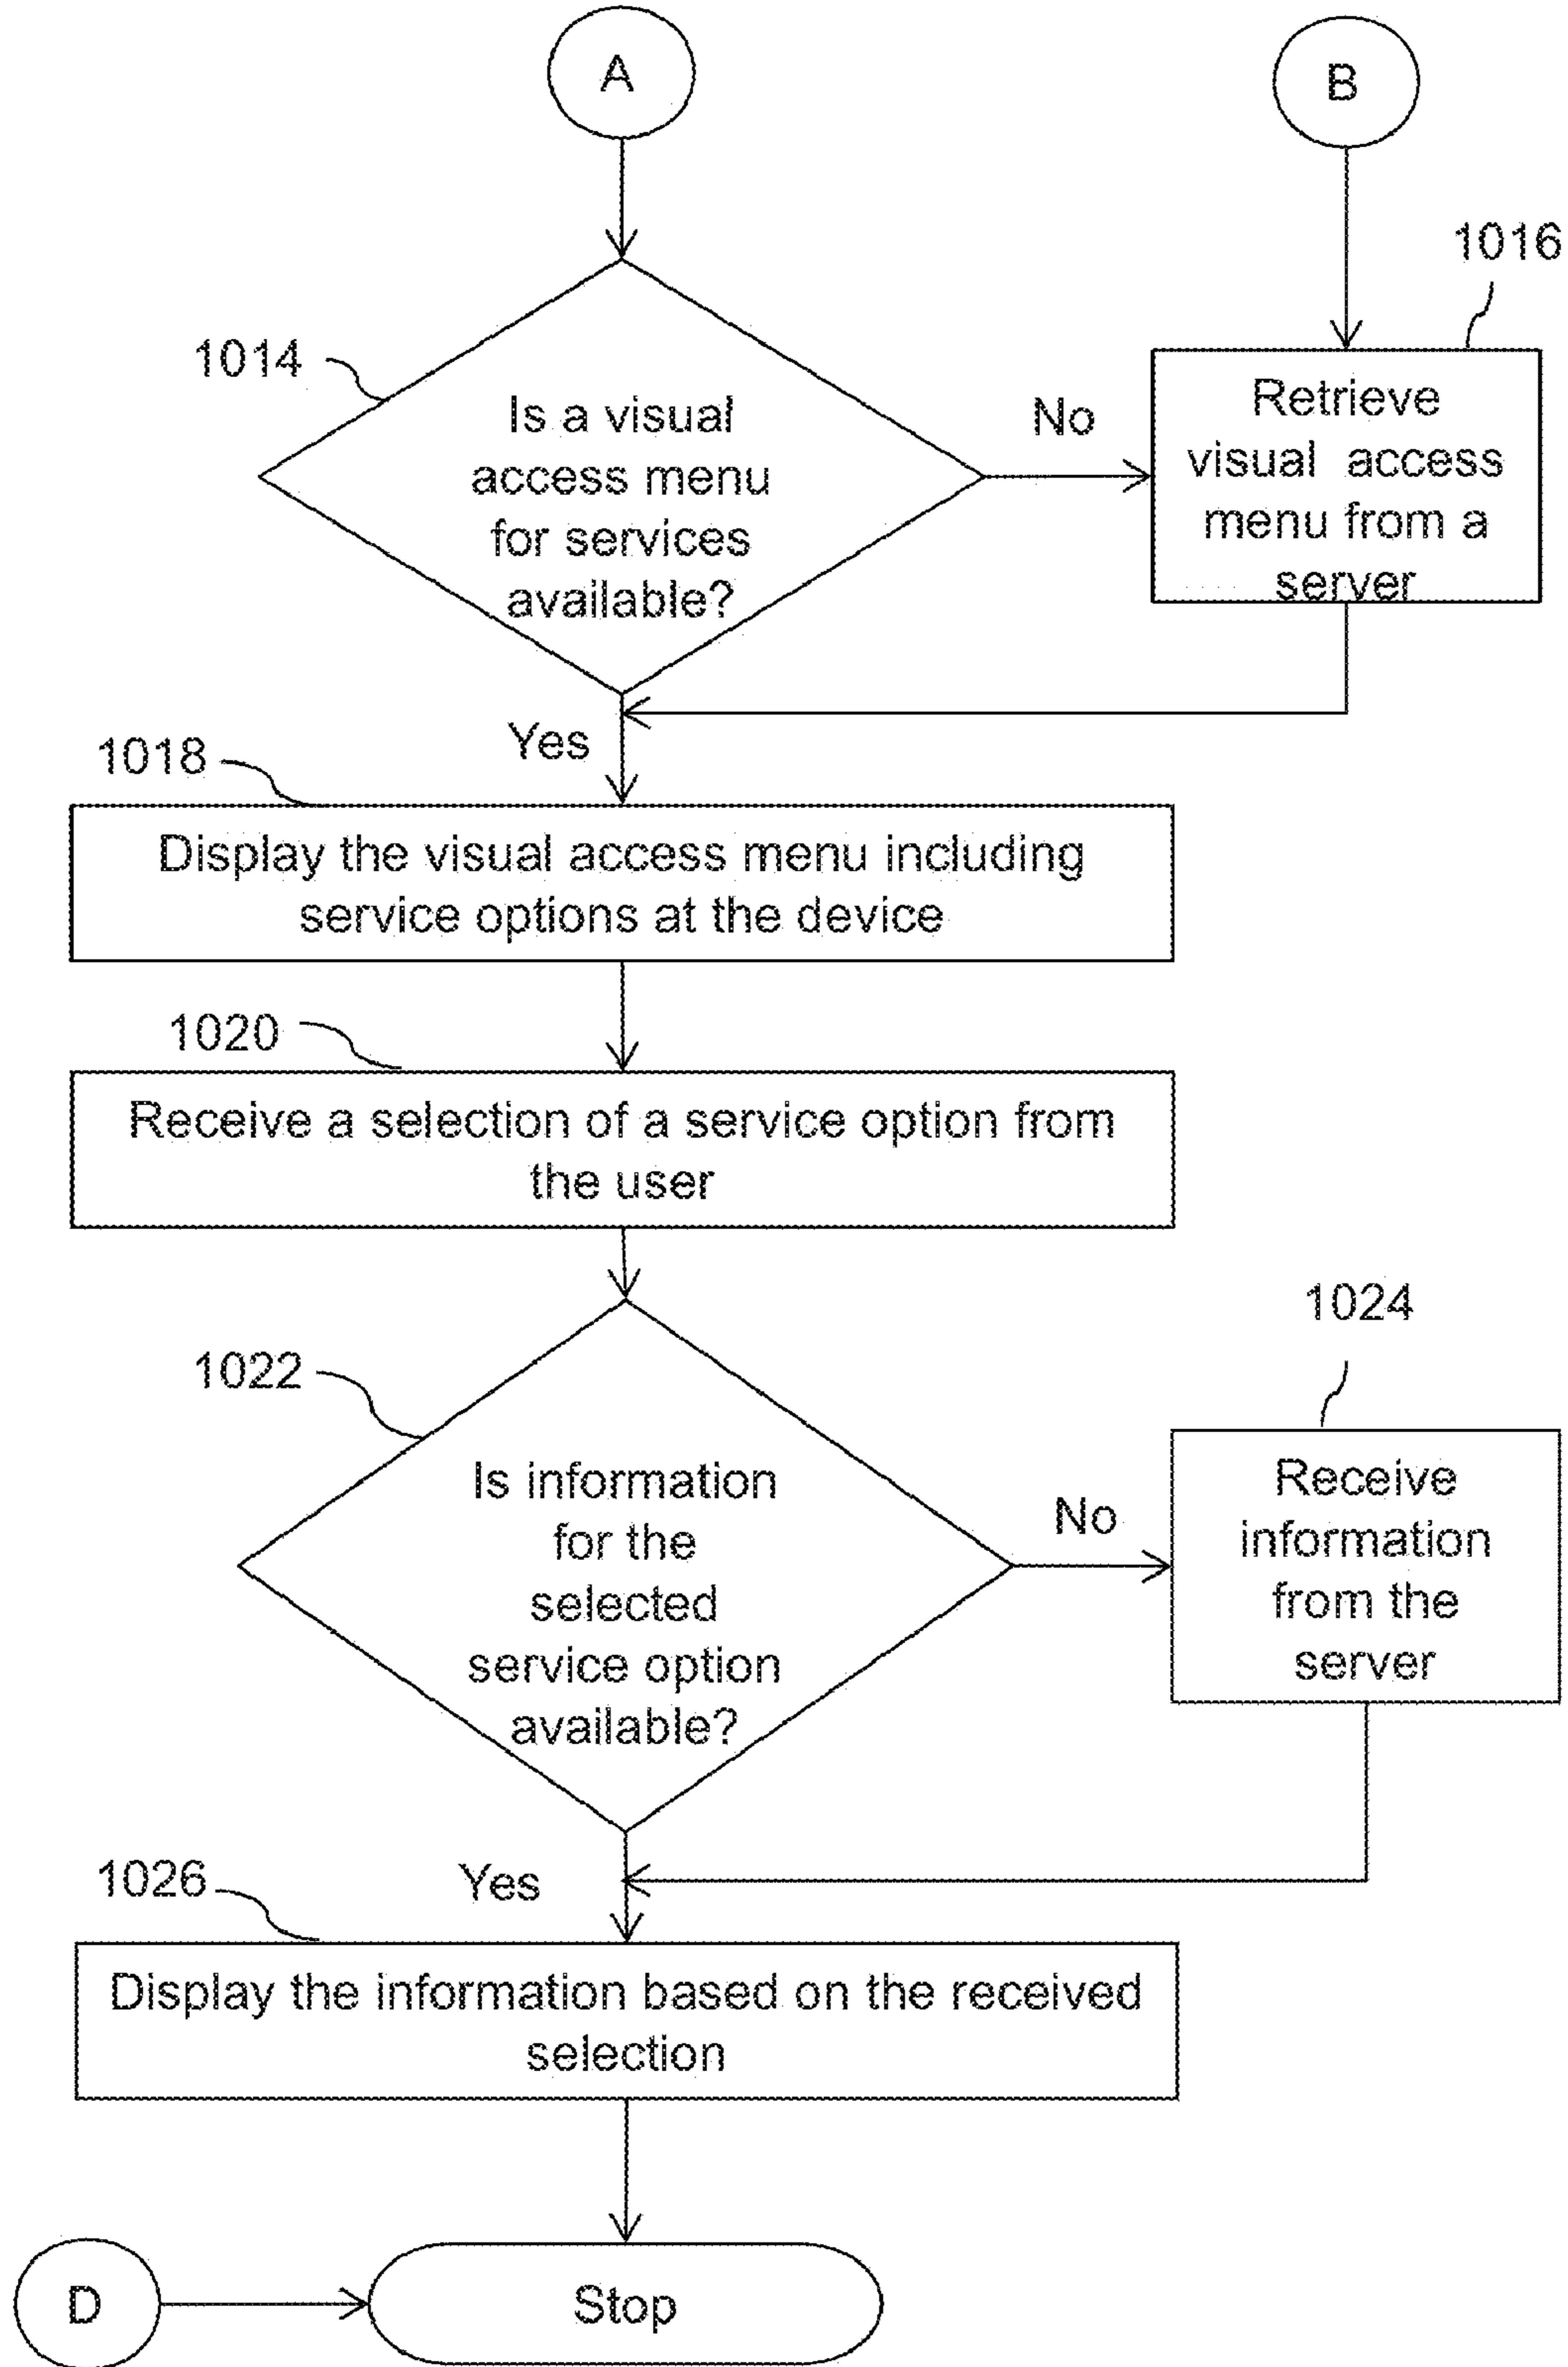 A
B
1016
1014
Is a visual
access menu
for services
available?
No
Retrieve
visual access
menu from a
server
Yes
1018
Display the visual access menu including
service options at the device
1020
Receive a selection of a service option from
the user
1024
1022
Is information
for the
selected
service option
available?
No
Receive
information
from the
server
1026
Yes
Display the information based on the received
selection
D
Stop